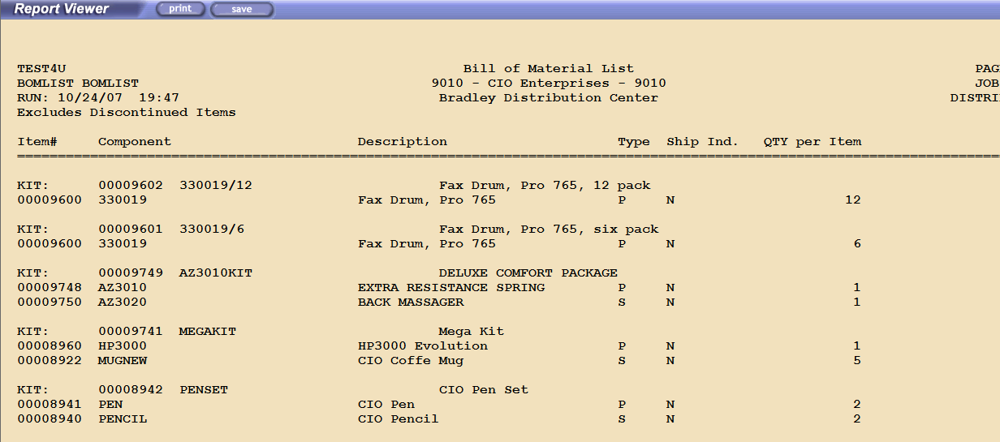 Report Viewer print save
TEST4U Bill of Material List PAG
BOMLIST BOMLIST 9010 - CIO Enterprises - 9010 JOB
RUN: 10/24/07 19:47 Bradley Distribution Center DISTRI
Excludes Discontinued Items
Item# Component Description Type Ship Ind. QTY per Item
KIT: 00009602 330019/12 Fax Drum, Pro 765, 12 pack
00009600 330019 Fax Drum, Pro 765 P N 12
KIT: 00009601 330019/6 Fax Drum, Pro 765, six pack
00009600 330019 Fax Drum, Pro 765 P N 6
KIT: 00009749 AZ3010KIT DELUXE COMFORT PACKAGE
00009748 AZ3010 EXTRA RESISTANCE SPRING P N 1
00009750 AZ3020 BACK MASSAGER S N 1
KIT: 00009741 MEGAKIT Mega Kit
00008960 HP3000 HP3000 Evolution P N 1
00008922 MUGNEW CIO Coffe Mug S N 5
KIT: 00008942 PENSET CIO Pen Set
00008941 PEN CIO Pen P N 2
00008940 PENCIL CIO Pencil S N 2